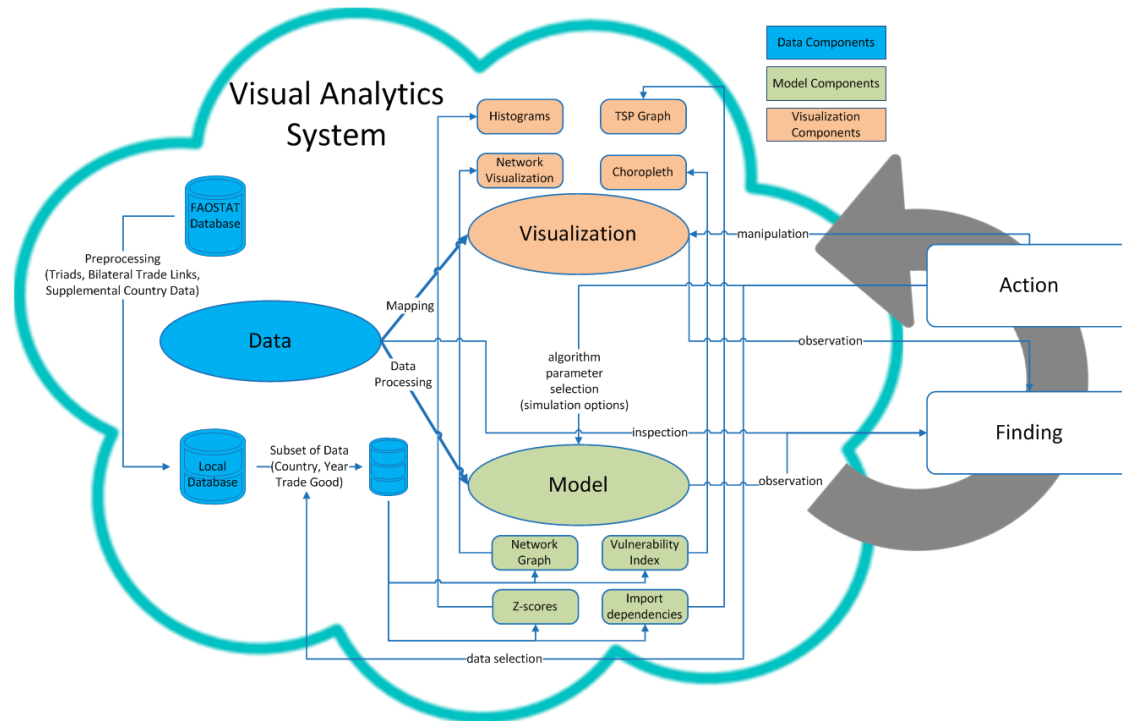 Visual Analytics
System
Data Components
Model Components
Visualization
Components
Histograms
TSP Graph
Network
Visualization
Choropleth
FAOSTAT
Database
Visualization
manipulation
Preprocessing
(Triads, Bilateral Trade Links,
Supplemental Country Data)
Action
Mapping
Data
observation
Data
Processing
algorithm
parameter
selection
(simulation options)
inspection
Finding
Local
Database
Subset of Data
(Country, Year
Trade Good)
Model
observation
Network
Graph
Vulnerability
Index
Z-scores
Import
dependencies
data selection